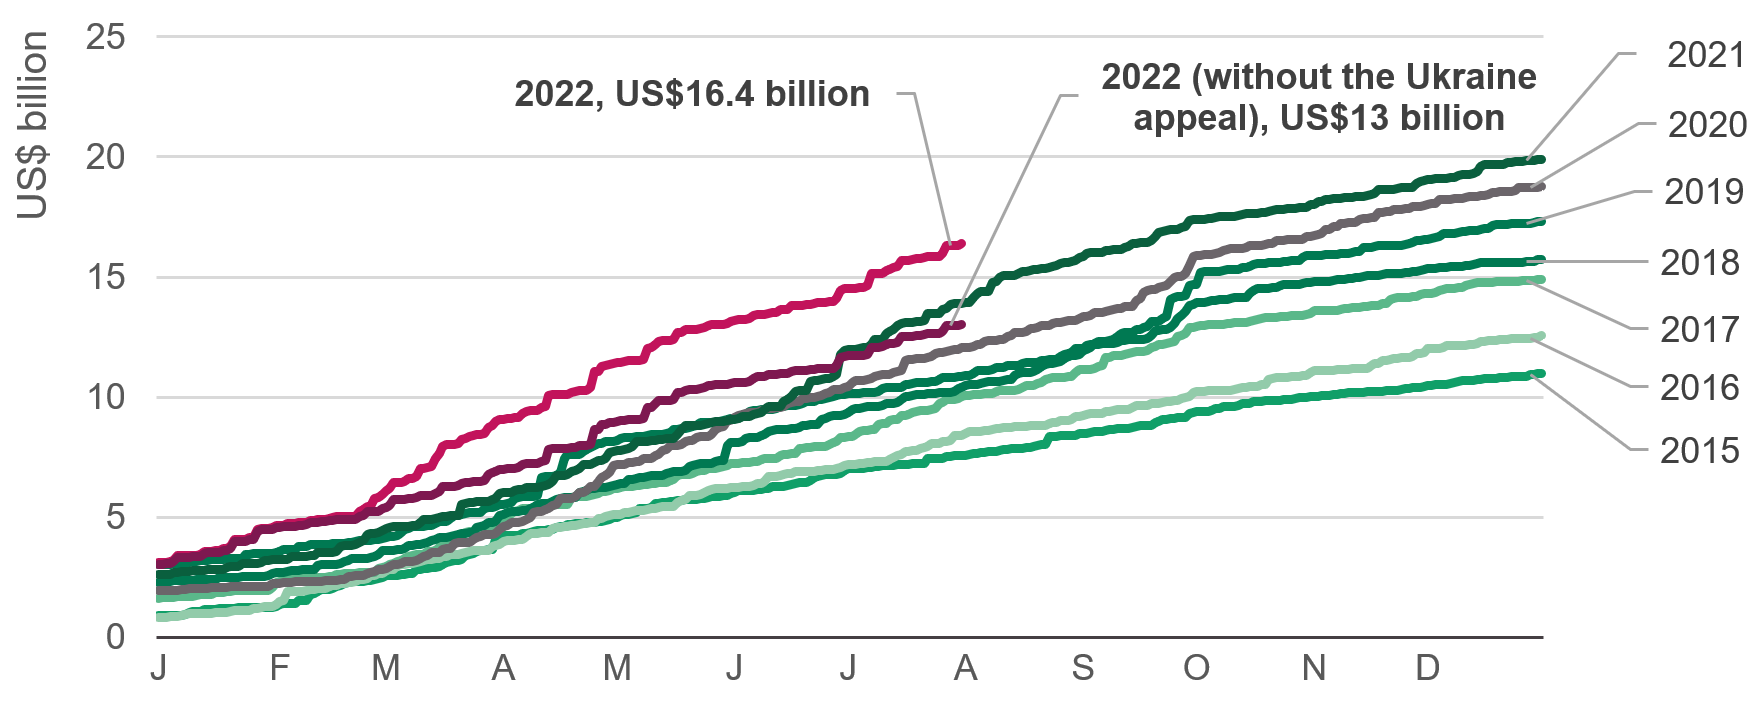 US$ billion
25
20
15
10
5
0
2022, US$16.4 billion
2022 (without the Ukraine
appeal), US$13 billion
2021
2020
2019
2018
2017
2016
2015
J F M A M J J A S O N D